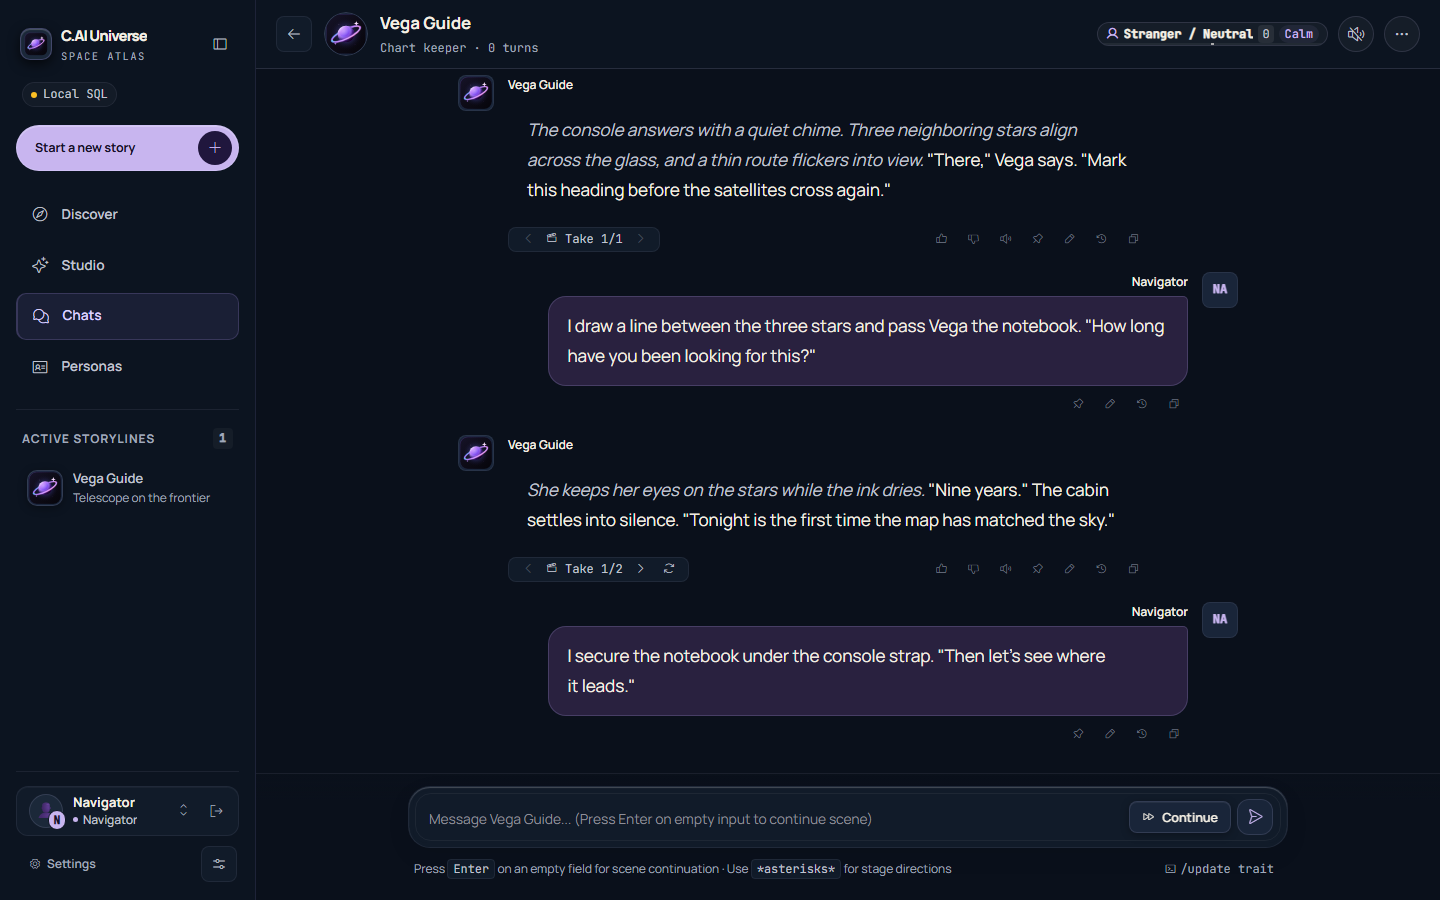 C.AI Universe
SPACE ATLAS
Local SQL
Start a new story
Discover
Studio
Chats
Personas
ACTIVE STORYLINES 1
Vega Guide
Telescope on the frontier
Navigator
N
Navigator
Settings
Vega Guide
Chart keeper · 0 turns
Stranger / Neutral 0 Calm
Vega Guide
The console answers with a quiet chime. Three neighboring stars align
across the glass, and a thin route flickers into view. "There," Vega says. "Mark
this heading before the satellites cross again."
Take 1/1
Navigator
NA
I draw a line between the three stars and pass Vega the notebook. "How long
have you been looking for this?"
Vega Guide
She keeps her eyes on the stars while the ink dries. "Nine years." The cabin
settles into silence. "Tonight is the first time the map has matched the sky."
Take 1/2
Navigator
NA
I secure the notebook under the console strap. "Then let's see where
it leads."
Message Vega Guide... (Press Enter on empty input to continue scene)
Continue
Press Enter on an empty field for scene continuation · Use *asterisks* for stage directions
/update trait